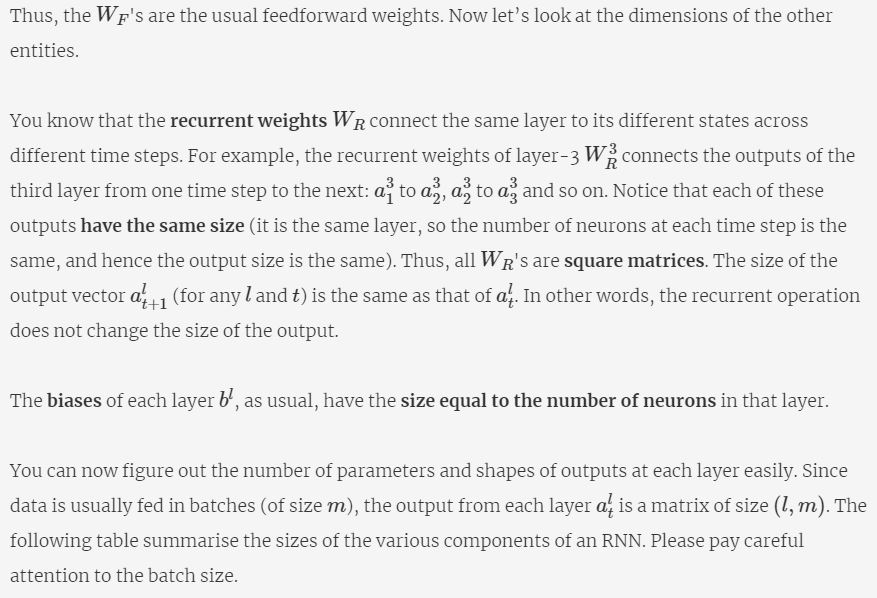 Thus, the W_F's are the usual feedforward weights. Now let's look at the dimensions of the other
entities.
You know that the recurrent weights W_R connect the same layer to its different states across
different time steps. For example, the recurrent weights of layer-3 W_R^3 connects the outputs of the
third layer from one time step to the next: a_1^3 to a_2^3, a_2^3 to a_3^3 and so on. Notice that each of these
outputs have the same size (it is the same layer, so the number of neurons at each time step is the
same, and hence the output size is the same). Thus, all W_R's are square matrices. The size of the
output vector a_{t+1}^l (for any l and t) is the same as that of a_t^l. In other words, the recurrent operation
does not change the size of the output.
The biases of each layer b^l, as usual, have the size equal to the number of neurons in that layer.
You can now figure out the number of parameters and shapes of outputs at each layer easily. Since
data is usually fed in batches (of size m), the output from each layer a_t^l is a matrix of size (l, m). The
following table summarise the sizes of the various components of an RNN. Please pay careful
attention to the batch size.